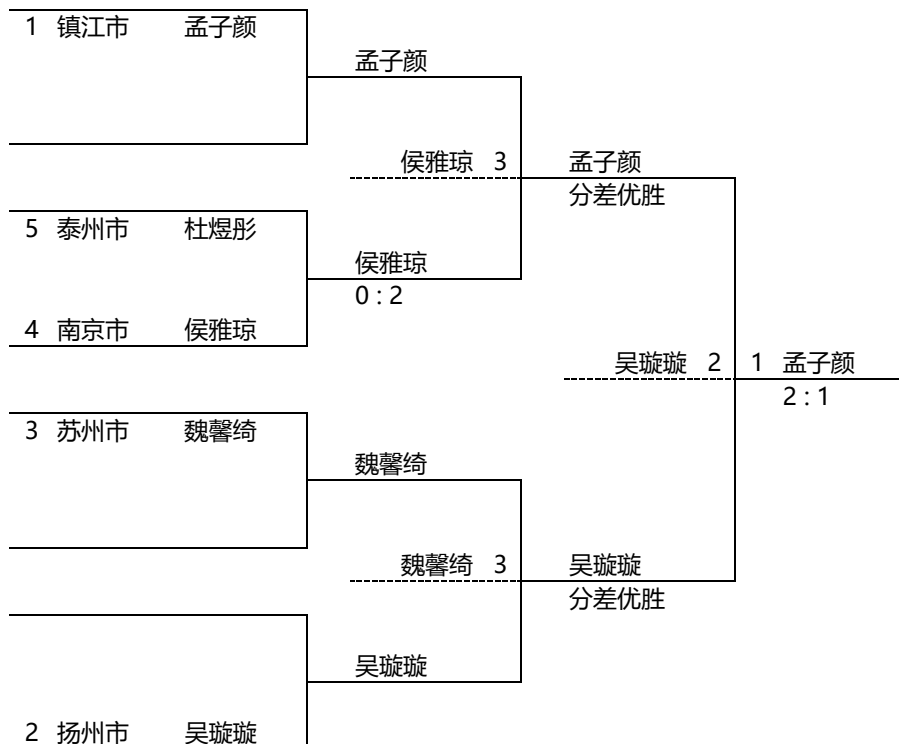 1 镇江市 孟子颜
孟子颜
侯雅琼 3 孟子颜
分差优胜
5 泰州市 杜煜彤
侯雅琼
0 : 2
4 南京市 侯雅琼
吴璇璇 2 1 孟子颜
2 : 1
3 苏州市 魏馨绮
魏馨绮
魏馨绮 3 吴璇璇
分差优胜
吴璇璇
2 扬州市 吴璇璇